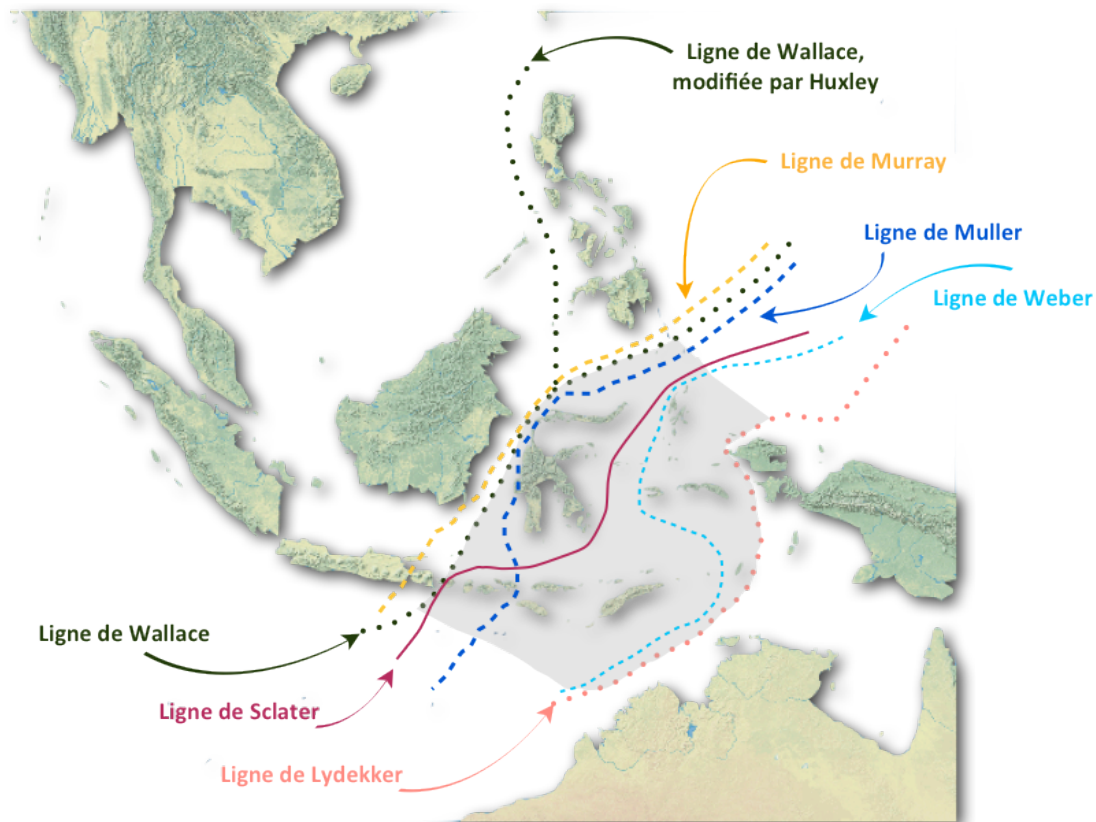 Ligne de Wallace,
modifiée par Huxley
Ligne de Murray
Ligne de Muller
Ligne de Weber
Ligne de Wallace
Ligne de Sclater
Ligne de Lydekker